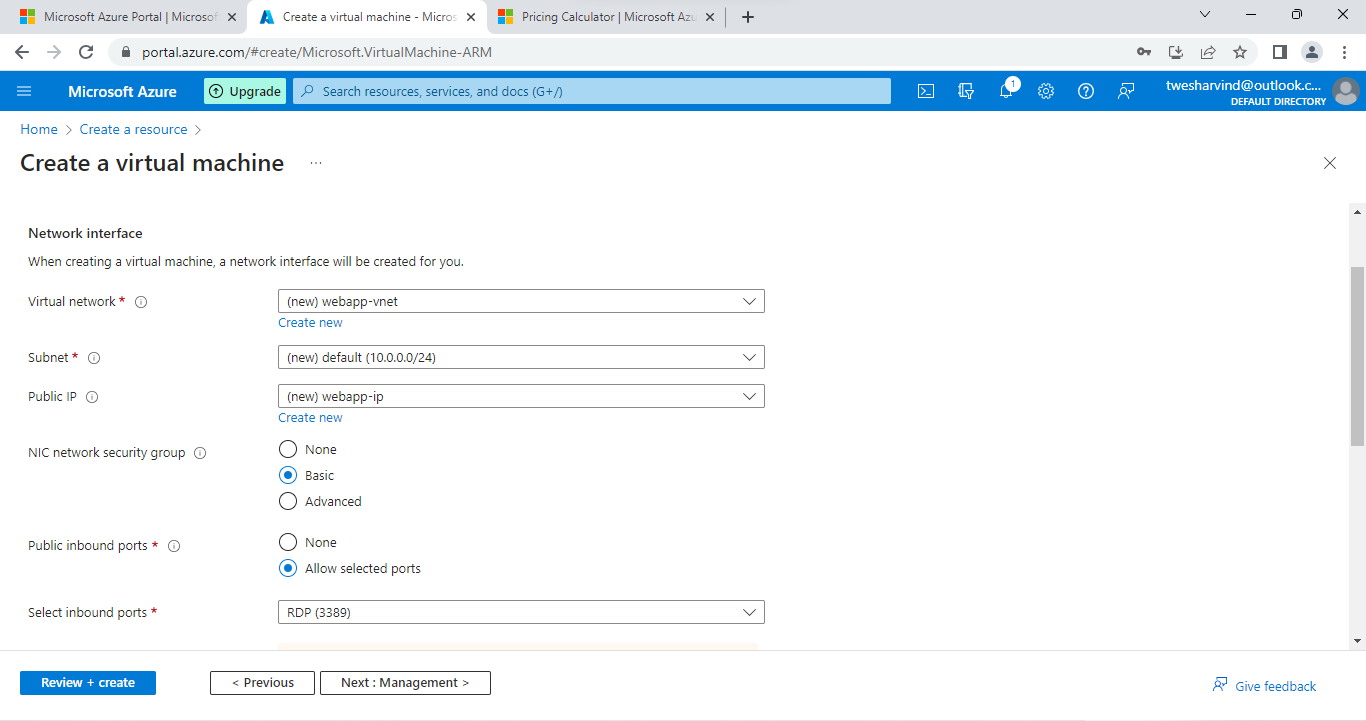 Microsoft Azure Portal | Microsof
Create a virtual machine - Micros
Pricing Calculator | Microsoft Azu
portal.azure.com/#create/Microsoft.VirtualMachine-ARM
Microsoft Azure
Upgrade
Search resources, services, and docs (G+/)
1
twesharvind@outlook.c...
DEFAULT DIRECTORY
Home > Create a resource >
Create a virtual machine ...
Network interface
When creating a virtual machine, a network interface will be created for you.
Virtual network *
(new) webapp-vnet
Create new
Subnet *
(new) default (10.0.0.0/24)
Public IP
(new) webapp-ip
Create new
NIC network security group
None
Basic
Advanced
Public inbound ports *
None
Allow selected ports
Select inbound ports *
RDP (3389)
Review + create
< Previous
Next : Management >
Give feedback